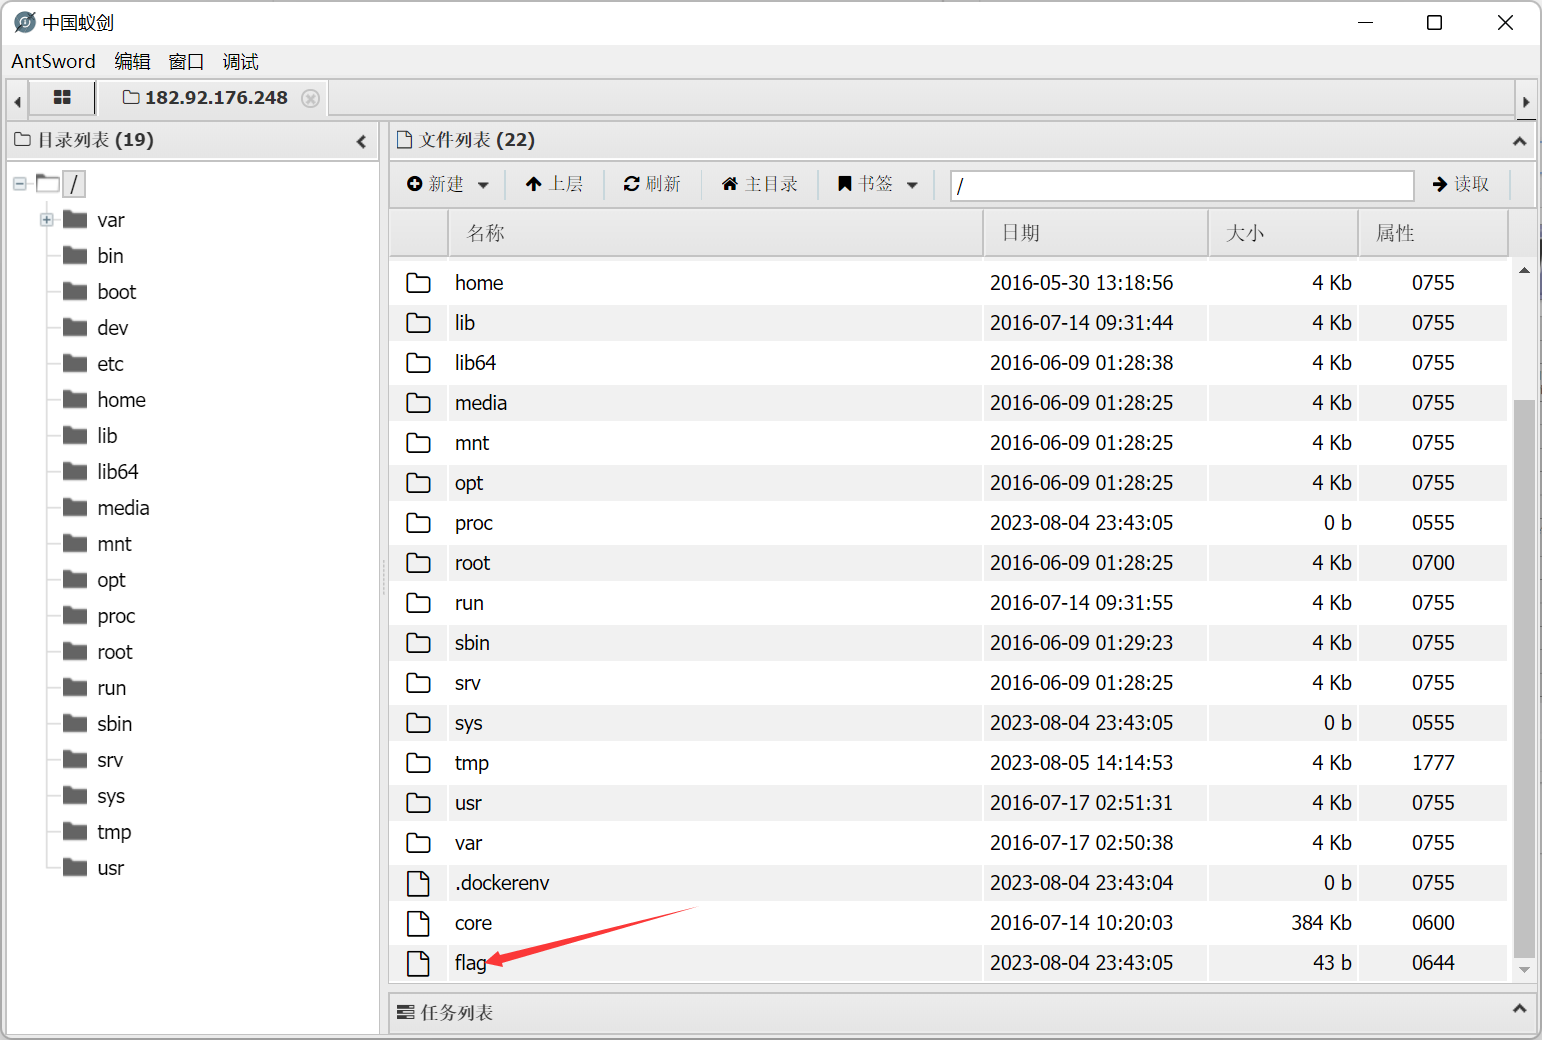 中国蚁剑
AntSword 编辑 窗口 调试
182.92.176.248
目录列表 (19)
/
var
bin
boot
dev
etc
home
lib
lib64
media
mnt
opt
proc
root
run
sbin
srv
sys
tmp
usr
文件列表 (22)
新建 上层 刷新 主目录 书签 / 读取
名称 日期 大小 属性
home 2016-05-30 13:18:56 4 Kb 0755
lib 2016-07-14 09:31:44 4 Kb 0755
lib64 2016-06-09 01:28:38 4 Kb 0755
media 2016-06-09 01:28:25 4 Kb 0755
mnt 2016-06-09 01:28:25 4 Kb 0755
opt 2016-06-09 01:28:25 4 Kb 0755
proc 2023-08-04 23:43:05 0 b 0555
root 2016-06-09 01:28:25 4 Kb 0700
run 2016-07-14 09:31:55 4 Kb 0755
sbin 2016-06-09 01:29:23 4 Kb 0755
srv 2016-06-09 01:28:25 4 Kb 0755
sys 2023-08-04 23:43:05 0 b 0555
tmp 2023-08-05 14:14:53 4 Kb 1777
usr 2016-07-17 02:51:31 4 Kb 0755
var 2016-07-17 02:50:38 4 Kb 0755
.dockerenv 2023-08-04 23:43:04 0 b 0755
core 2016-07-14 10:20:03 384 Kb 0600
flag 2023-08-04 23:43:05 43 b 0644
任务列表